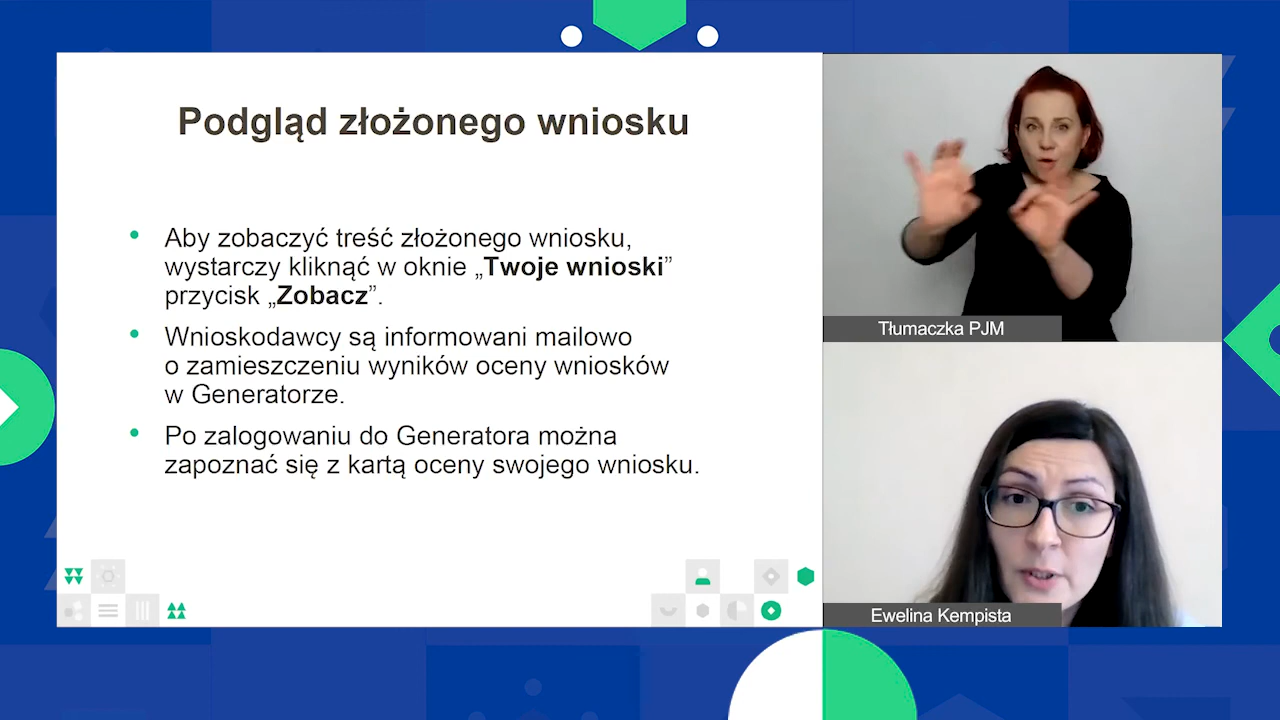 Podgląd złożonego wniosku
Aby zobaczyć treść złożonego wniosku,
wystarczy kliknąć w oknie „Twoje wnioski”
przycisk „Zobacz”.
Wnioskodawcy są informowani mailowo
o zamieszczeniu wyników oceny wniosków
w Generatorze.
Po zalogowaniu do Generatora można
zapoznać się z kartą oceny swojego wniosku.
Tłumaczka PJM
Ewelina Kempista